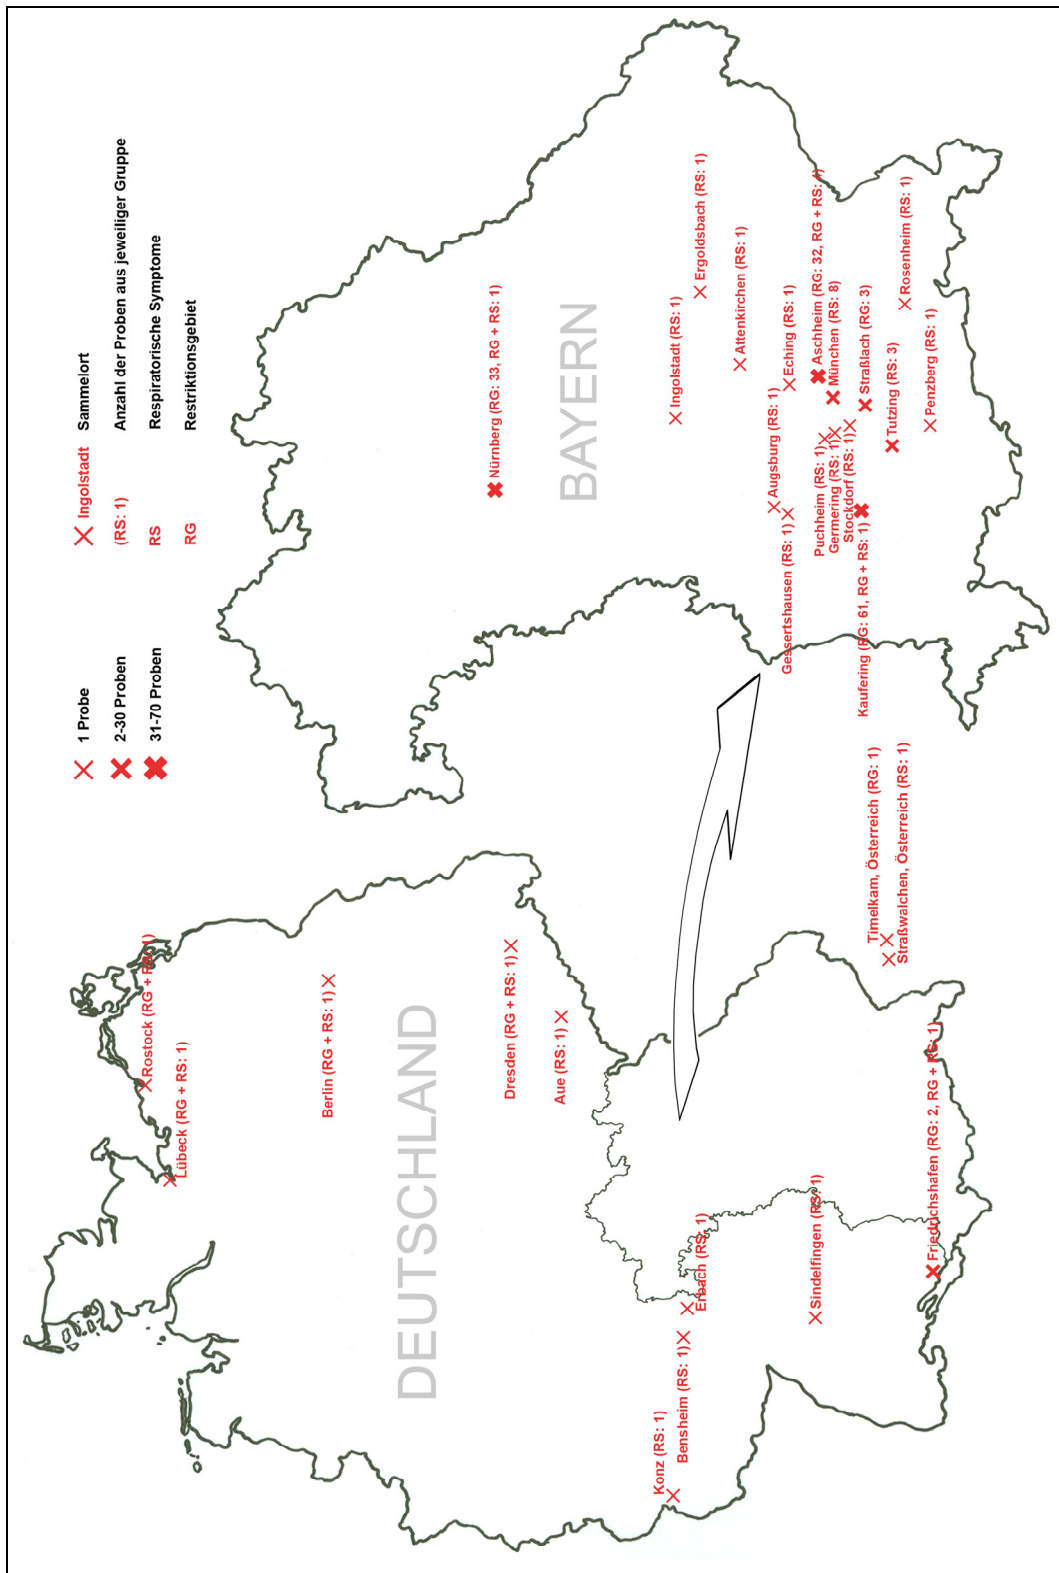 1 Probe
2-30 Proben
31-70 Proben
Ingolstadt Sammelort
(RS: 1) Anzahl der Proben aus jeweiliger Gruppe
RS Respiratorische Symptome
RG Restriktionsgebiet
DEUTSCHLAND
Rostock (RG + RS: 1)
Lübeck (RG + RS: 1)
Berlin (RG + RS: 1)
Dresden (RG + RS: 1)
Aue (RS: 1)
Konz (RS: 1)
Bensheim (RS: 1)
Erbach (RS: 1)
Sindelfingen (RS: 1)
Friedrichshafen (RG: 2, RG + RS: 1)
Timelkam, Österreich (RG: 1)
Straßwalchen, Österreich (RS: 1)
BAYERN
Nürnberg (RG: 33, RG + RS: 1)
Ingolstadt (RS: 1)
Ergoldsbach (RS: 1)
Attenkirchen (RS: 1)
Augsburg (RS: 1)
Eching (RS: 1)
Gessertshausen (RS: 1)
Aschheim (RG: 32, RG + RS: 4)
München (RS: 8)
Puchheim (RS: 1)
Germering (RS: 1)
Stockdorf (RS: 1)
Straßlach (RG: 3)
Kaufering (RG: 61, RG + RS: 1)
Tutzing (RS: 3)
Rosenheim (RS: 1)
Penzberg (RS: 1)